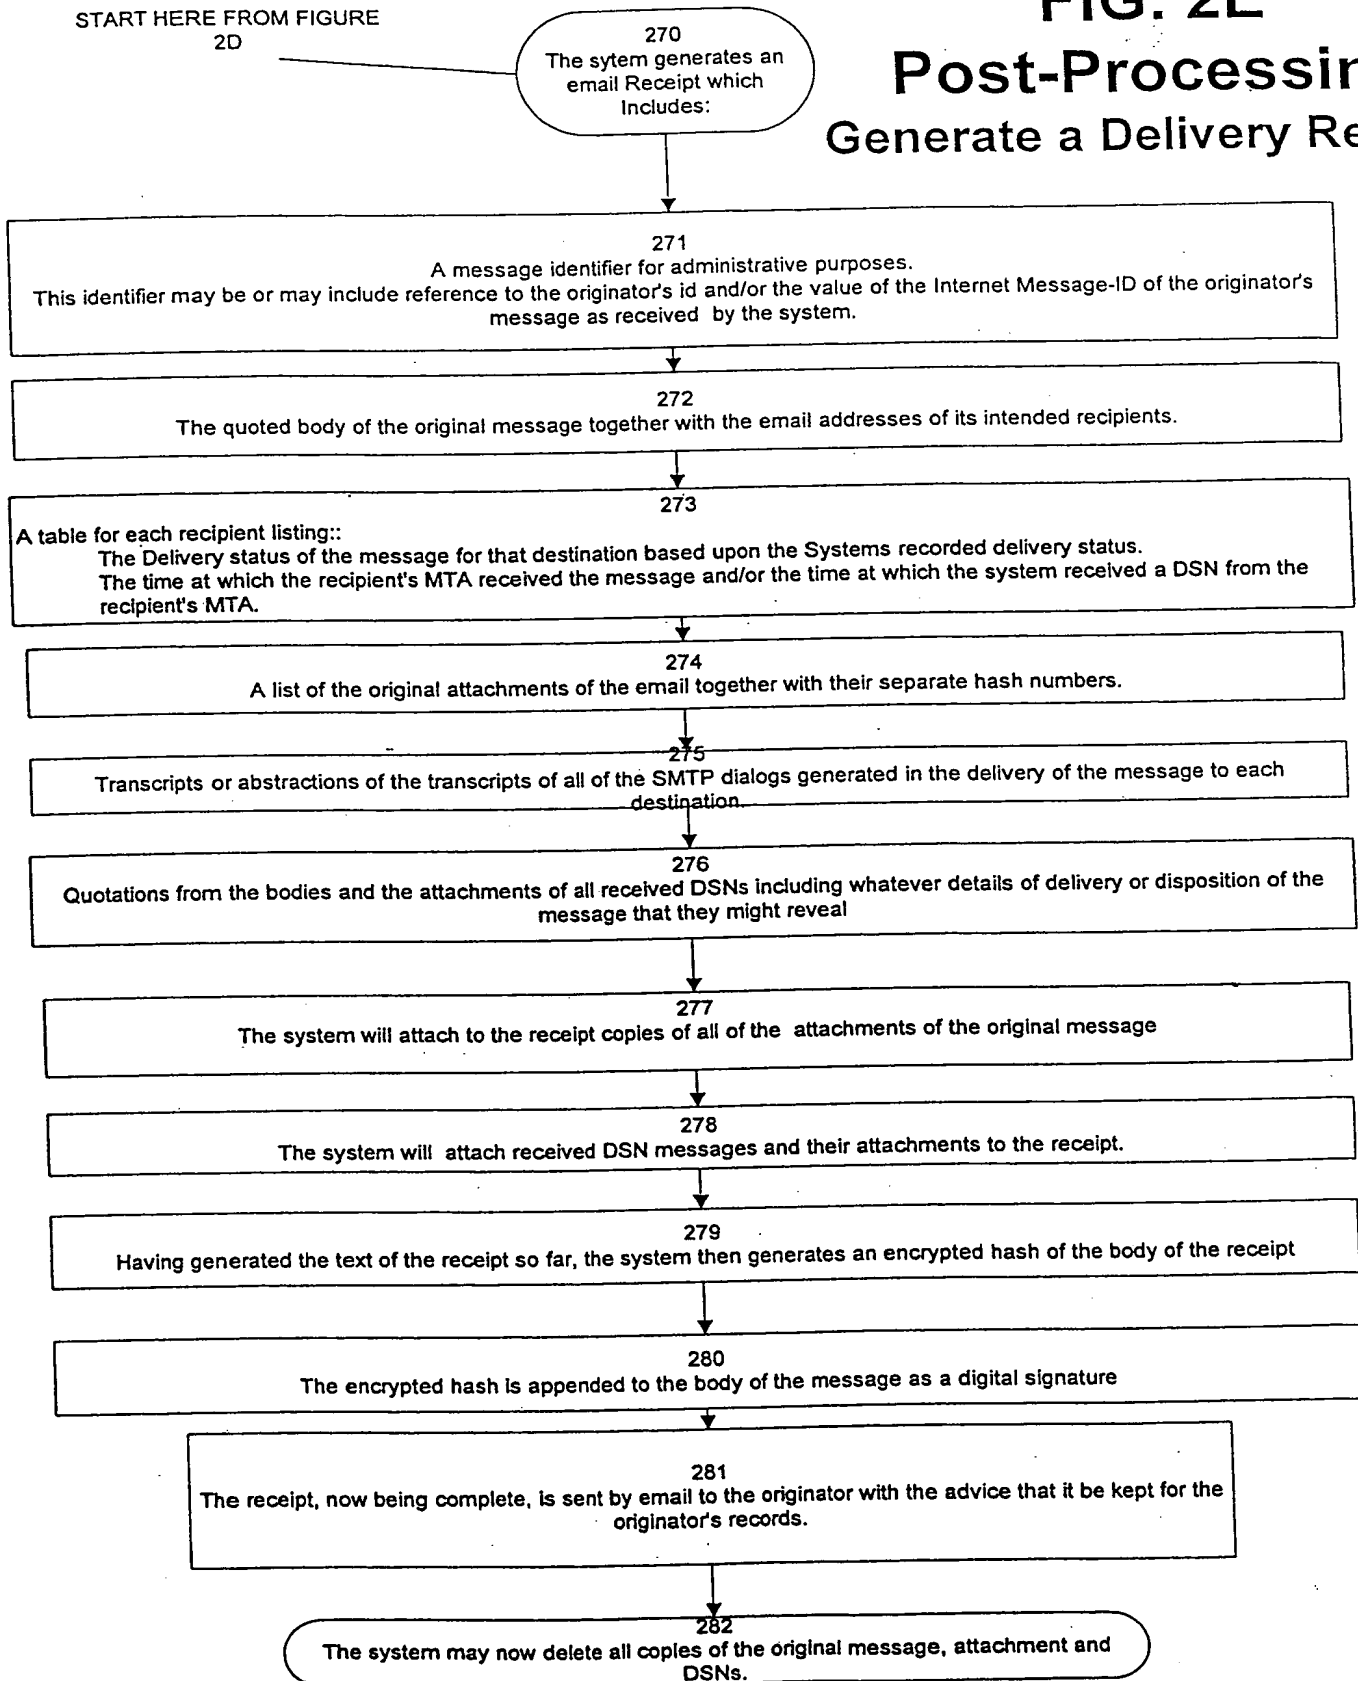 START HERE FROM FIGURE
2D
FIG. 2E
Post-Processin
Generate a Delivery Re
270
The sytem generates an
email Receipt which
Includes:
271
A message identifier for administrative purposes.
This identifier may be or may include reference to the originator's id and/or the value of the Internet Message-ID of the originator's
message as received by the system.
272
The quoted body of the original message together with the email addresses of its intended recipients.
273
A table for each recipient listing::
The Delivery status of the message for that destination based upon the Systems recorded delivery status.
The time at which the recipient's MTA received the message and/or the time at which the system received a DSN from the
recipient's MTA.
274
A list of the original attachments of the email together with their separate hash numbers.
275
Transcripts or abstractions of the transcripts of all of the SMTP dialogs generated in the delivery of the message to each
destination.
276
Quotations from the bodies and the attachments of all received DSNs including whatever details of delivery or disposition of the
message that they might reveal
277
The system will attach to the receipt copies of all of the attachments of the original message
278
The system will attach received DSN messages and their attachments to the receipt.
279
Having generated the text of the receipt so far, the system then generates an encrypted hash of the body of the receipt
280
The encrypted hash is appended to the body of the message as a digital signature
281
The receipt, now being complete, is sent by email to the originator with the advice that it be kept for the
originator's records.
282
The system may now delete all copies of the original message, attachment and
DSNs.